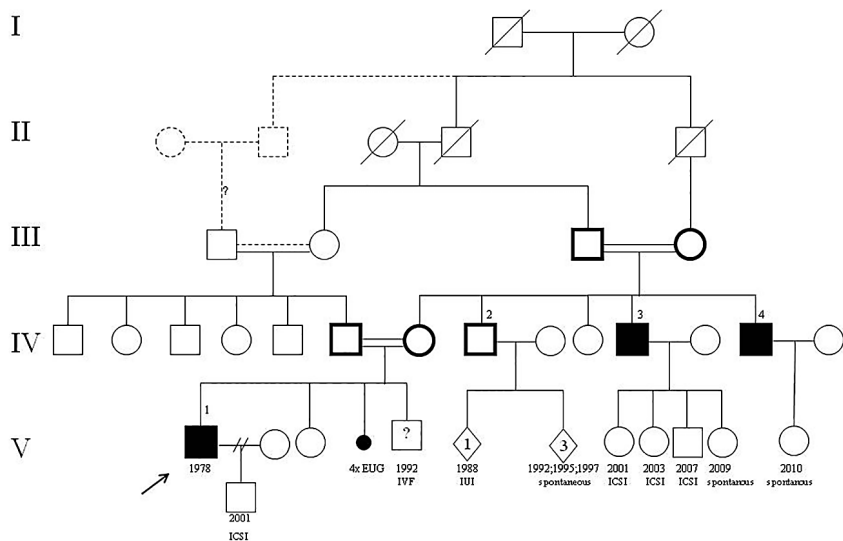 I
II
?
III
IV
2
3
4
V
1
1978
4x EUG
?
1992
IVF
1
1988
IUI
3
1992;1995;1997
spontaneous
2001
ICSI
2003
ICSI
2007
ICSI
2009
spontanous
2010
spontanous
2001
ICSI